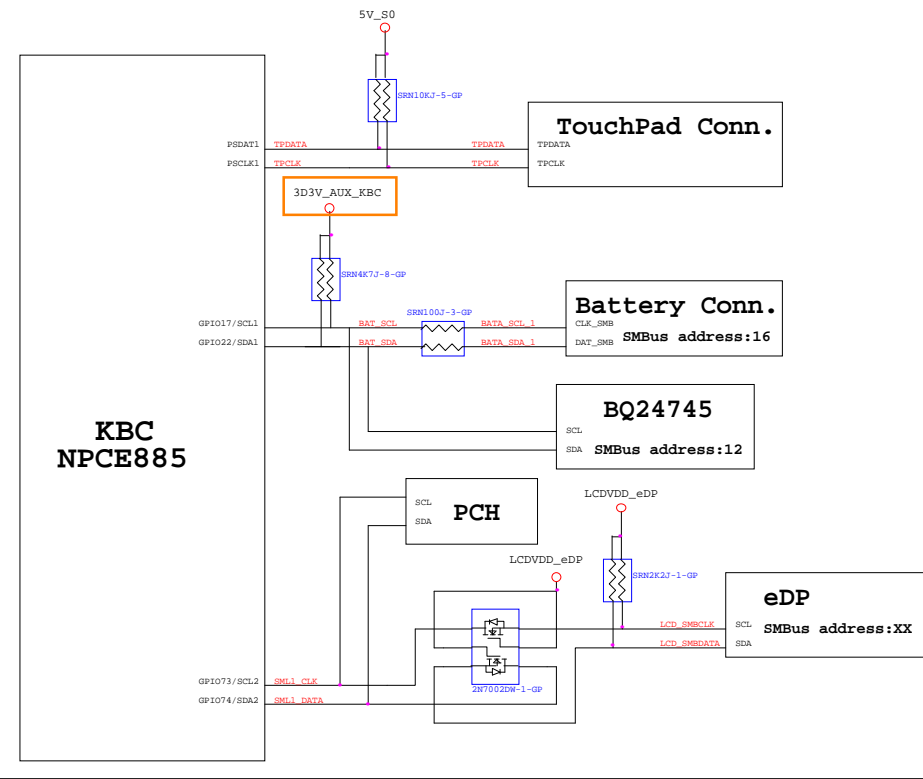 5V_S0
SRN10KJ-5-GP
TouchPad Conn.
PSDAT1 TPDATA TPDATA TPDATA
PSCLK1 TPCLK TPCLK TPCLK
3D3V_AUX_KBC
SRN4K7J-8-GP
SRN100J-3-GP
Battery Conn.
GPIO17/SCL1 BAT_SCL BATA_SCL_1 CLK_SMB
SMBus address:16
GPIO22/SDA1 BAT_SDA BATA_SDA_1 DAT_SMB
BQ24745
SCL
SDA SMBus address:12
KBC
NPCE885
SCL
PCH
SDA
LCDVDD_eDP
LCDVDD_eDP
SRN2K2J-1-GP
eDP
LCD_SMBCLK SCL
SMBus address:XX
LCD_SMBDATA SDA
GPIO73/SCL2 SML1_CLK
2N7002DW-1-GP
GPIO74/SDA2 SML1_DATA